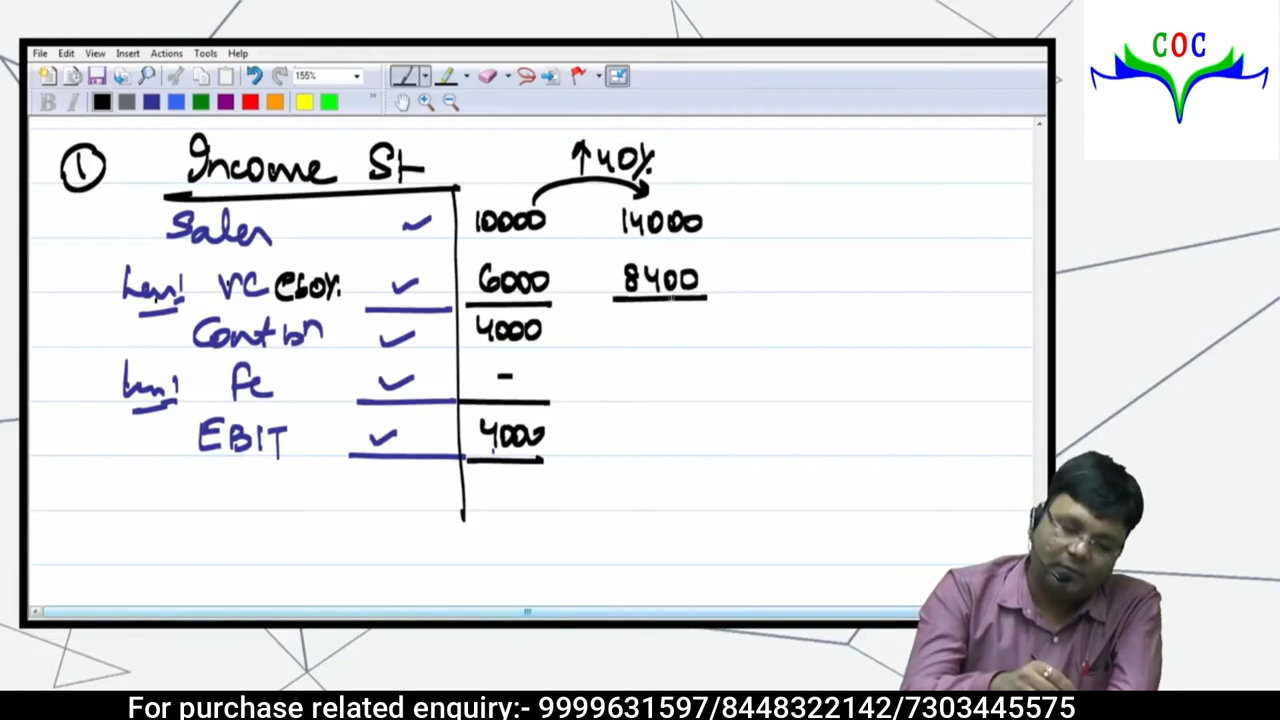 COC
File Edit View Insert Actions Tools Help
155%
B I
① Income St ↑40%
Sales ✓ 10000 14000
Less: VC @60% ✓ 6000 8400
Contbn ✓ 4000
Less: FC ✓ -
EBIT ✓ 4000
For purchase related enquiry:- 9999631597/8448322142/7303445575